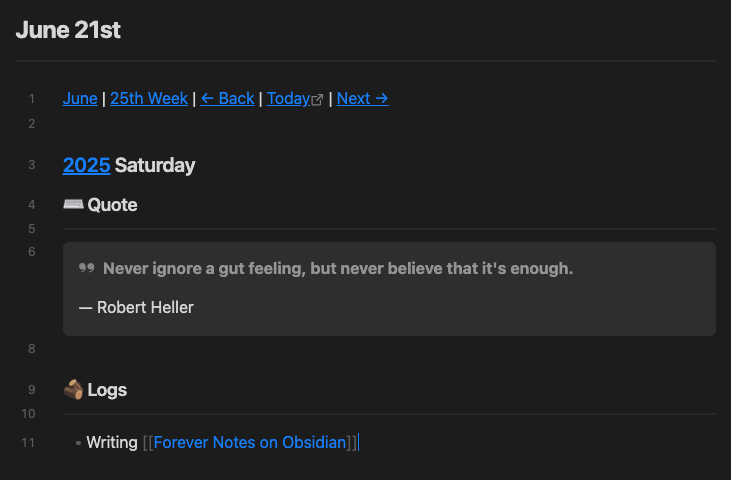 June 21st
1 June | 25th Week | ← Back | Today | Next →
2
3 2025 Saturday
4 ⌨️ Quote
5
6 Never ignore a gut feeling, but never believe that it's enough.
— Robert Heller
8
9 🪵 Logs
10
11 • Writing [[Forever Notes on Obsidian]]